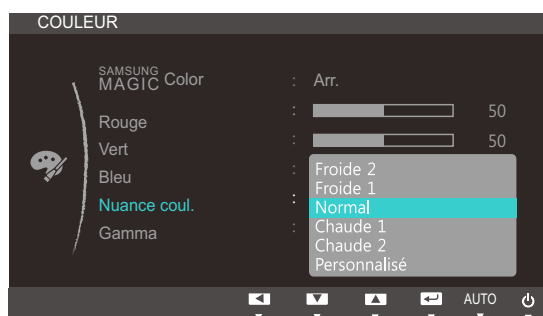 COULEUR
SAMSUNG
MAGIC Color : Arr.
Rouge : 50
Vert : 50
Bleu :
Froide 2
Froide 1
Nuance coul. : Normal
Gamma : Chaude 1
Chaude 2
Personnalisé
AUTO